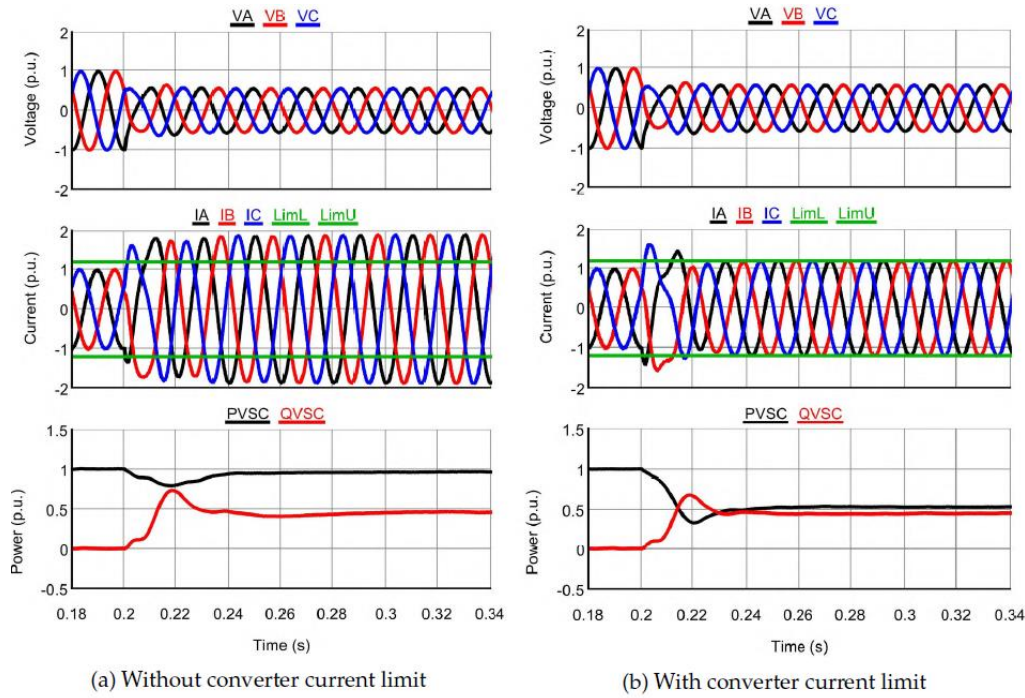 VA VB VC
Voltage (p.u.)
2
1
0
-1
-2
IA IB IC LimL LimU
Current (p.u.)
2
1
0
-1
-2
PVSC QVSC
Power (p.u.)
1.5
1
0.5
0
-0.5
0.18 0.2 0.22 0.24 0.26 0.28 0.3 0.32 0.34
Time (s)
(a) Without converter current limit
VA VB VC
Voltage (p.u.)
2
1
0
-1
-2
IA IB IC LimL LimU
Current (p.u.)
2
1
0
-1
-2
PVSC QVSC
Power (p.u.)
1.5
1
0.5
0
-0.5
0.18 0.2 0.22 0.24 0.26 0.28 0.3 0.32 0.34
Time (s)
(b) With converter current limit